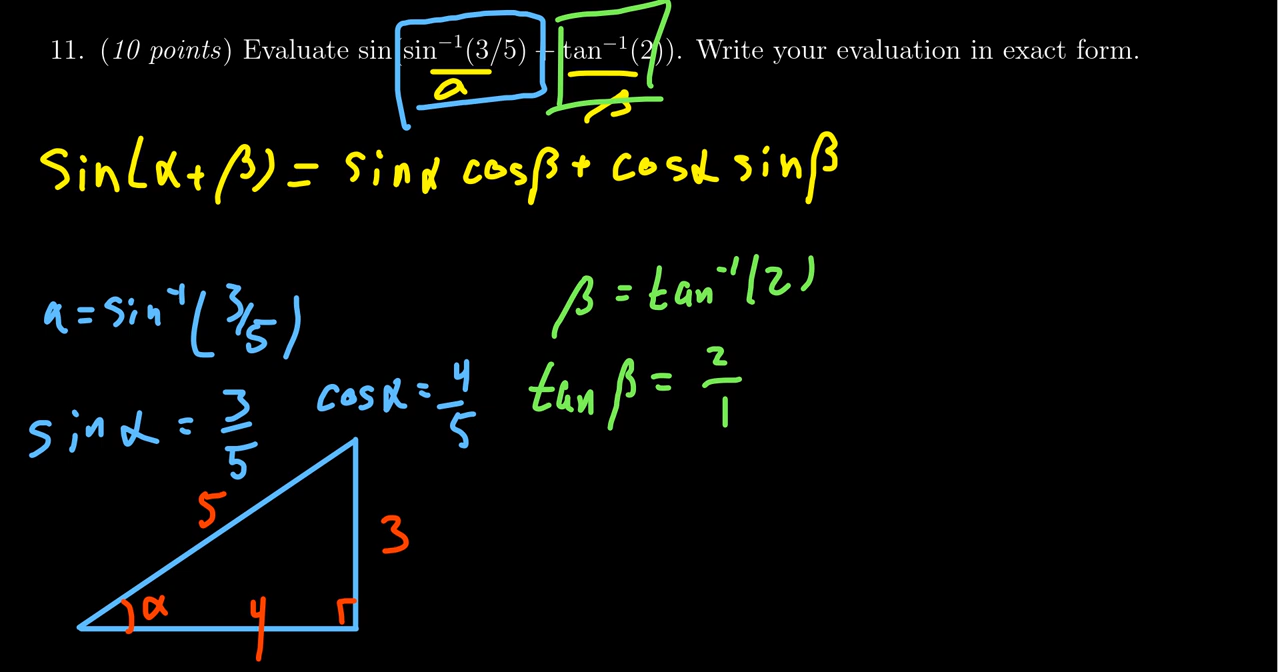 11. (10 points) Evaluate sin(sin⁻¹(3/5) + tan⁻¹(2)). Write your evaluation in exact form.
α β
sin(α + β) = sinα cosβ + cosα sinβ
α = sin⁻¹(3/5)
β = tan⁻¹(2)
sin α = 3/5
cosα = 4/5
tan β = 2/1
5
3
α
4